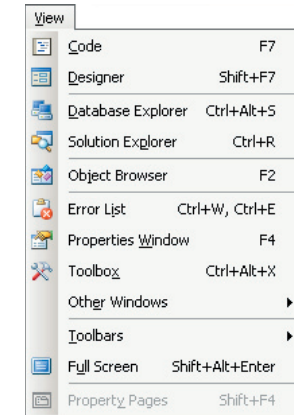 View
Code F7
Designer Shift+F7
Database Explorer Ctrl+Alt+S
Solution Explorer Ctrl+R
Object Browser F2
Error List Ctrl+W, Ctrl+E
Properties Window F4
Toolbox Ctrl+Alt+X
Other Windows
Toolbars
Full Screen Shift+Alt+Enter
Property Pages Shift+F4